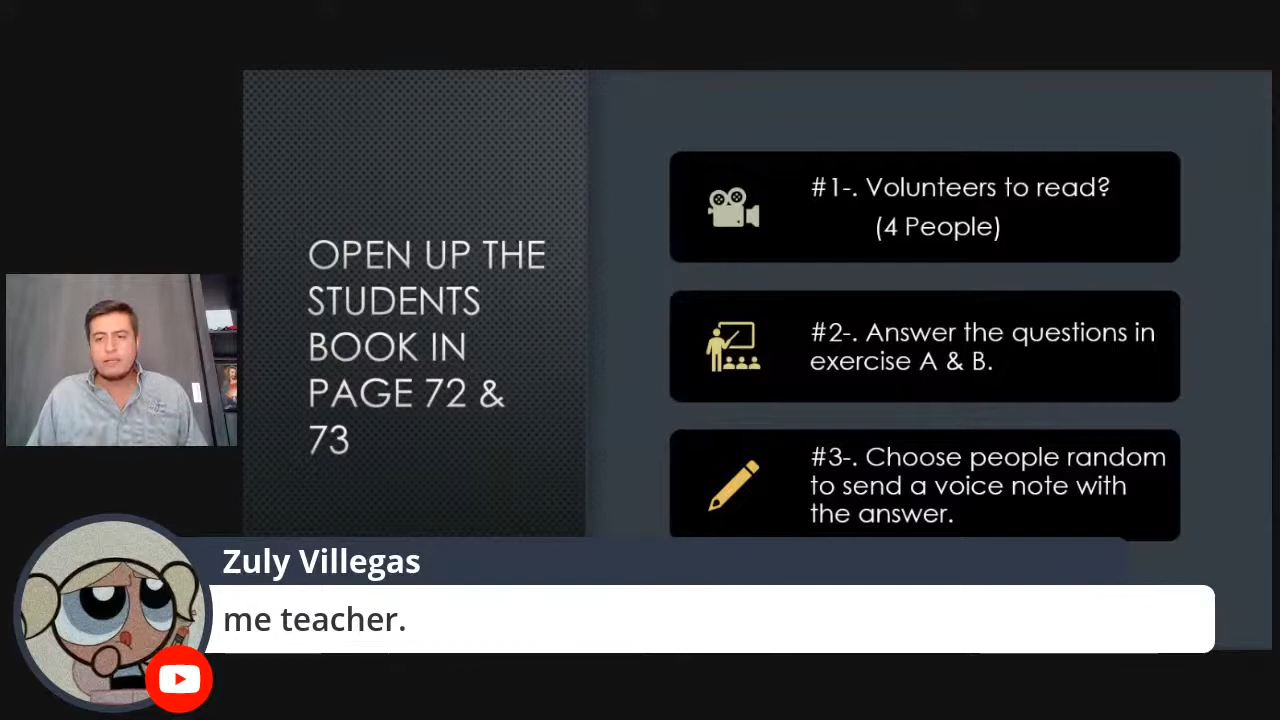 OPEN UP THE
STUDENTS
BOOK IN
PAGE 72 &
73
#1-. Volunteers to read?
(4 People)
#2-. Answer the questions in
exercise A & B.
#3-. Choose people random
to send a voice note with
the answer.
Zuly Villegas
me teacher.